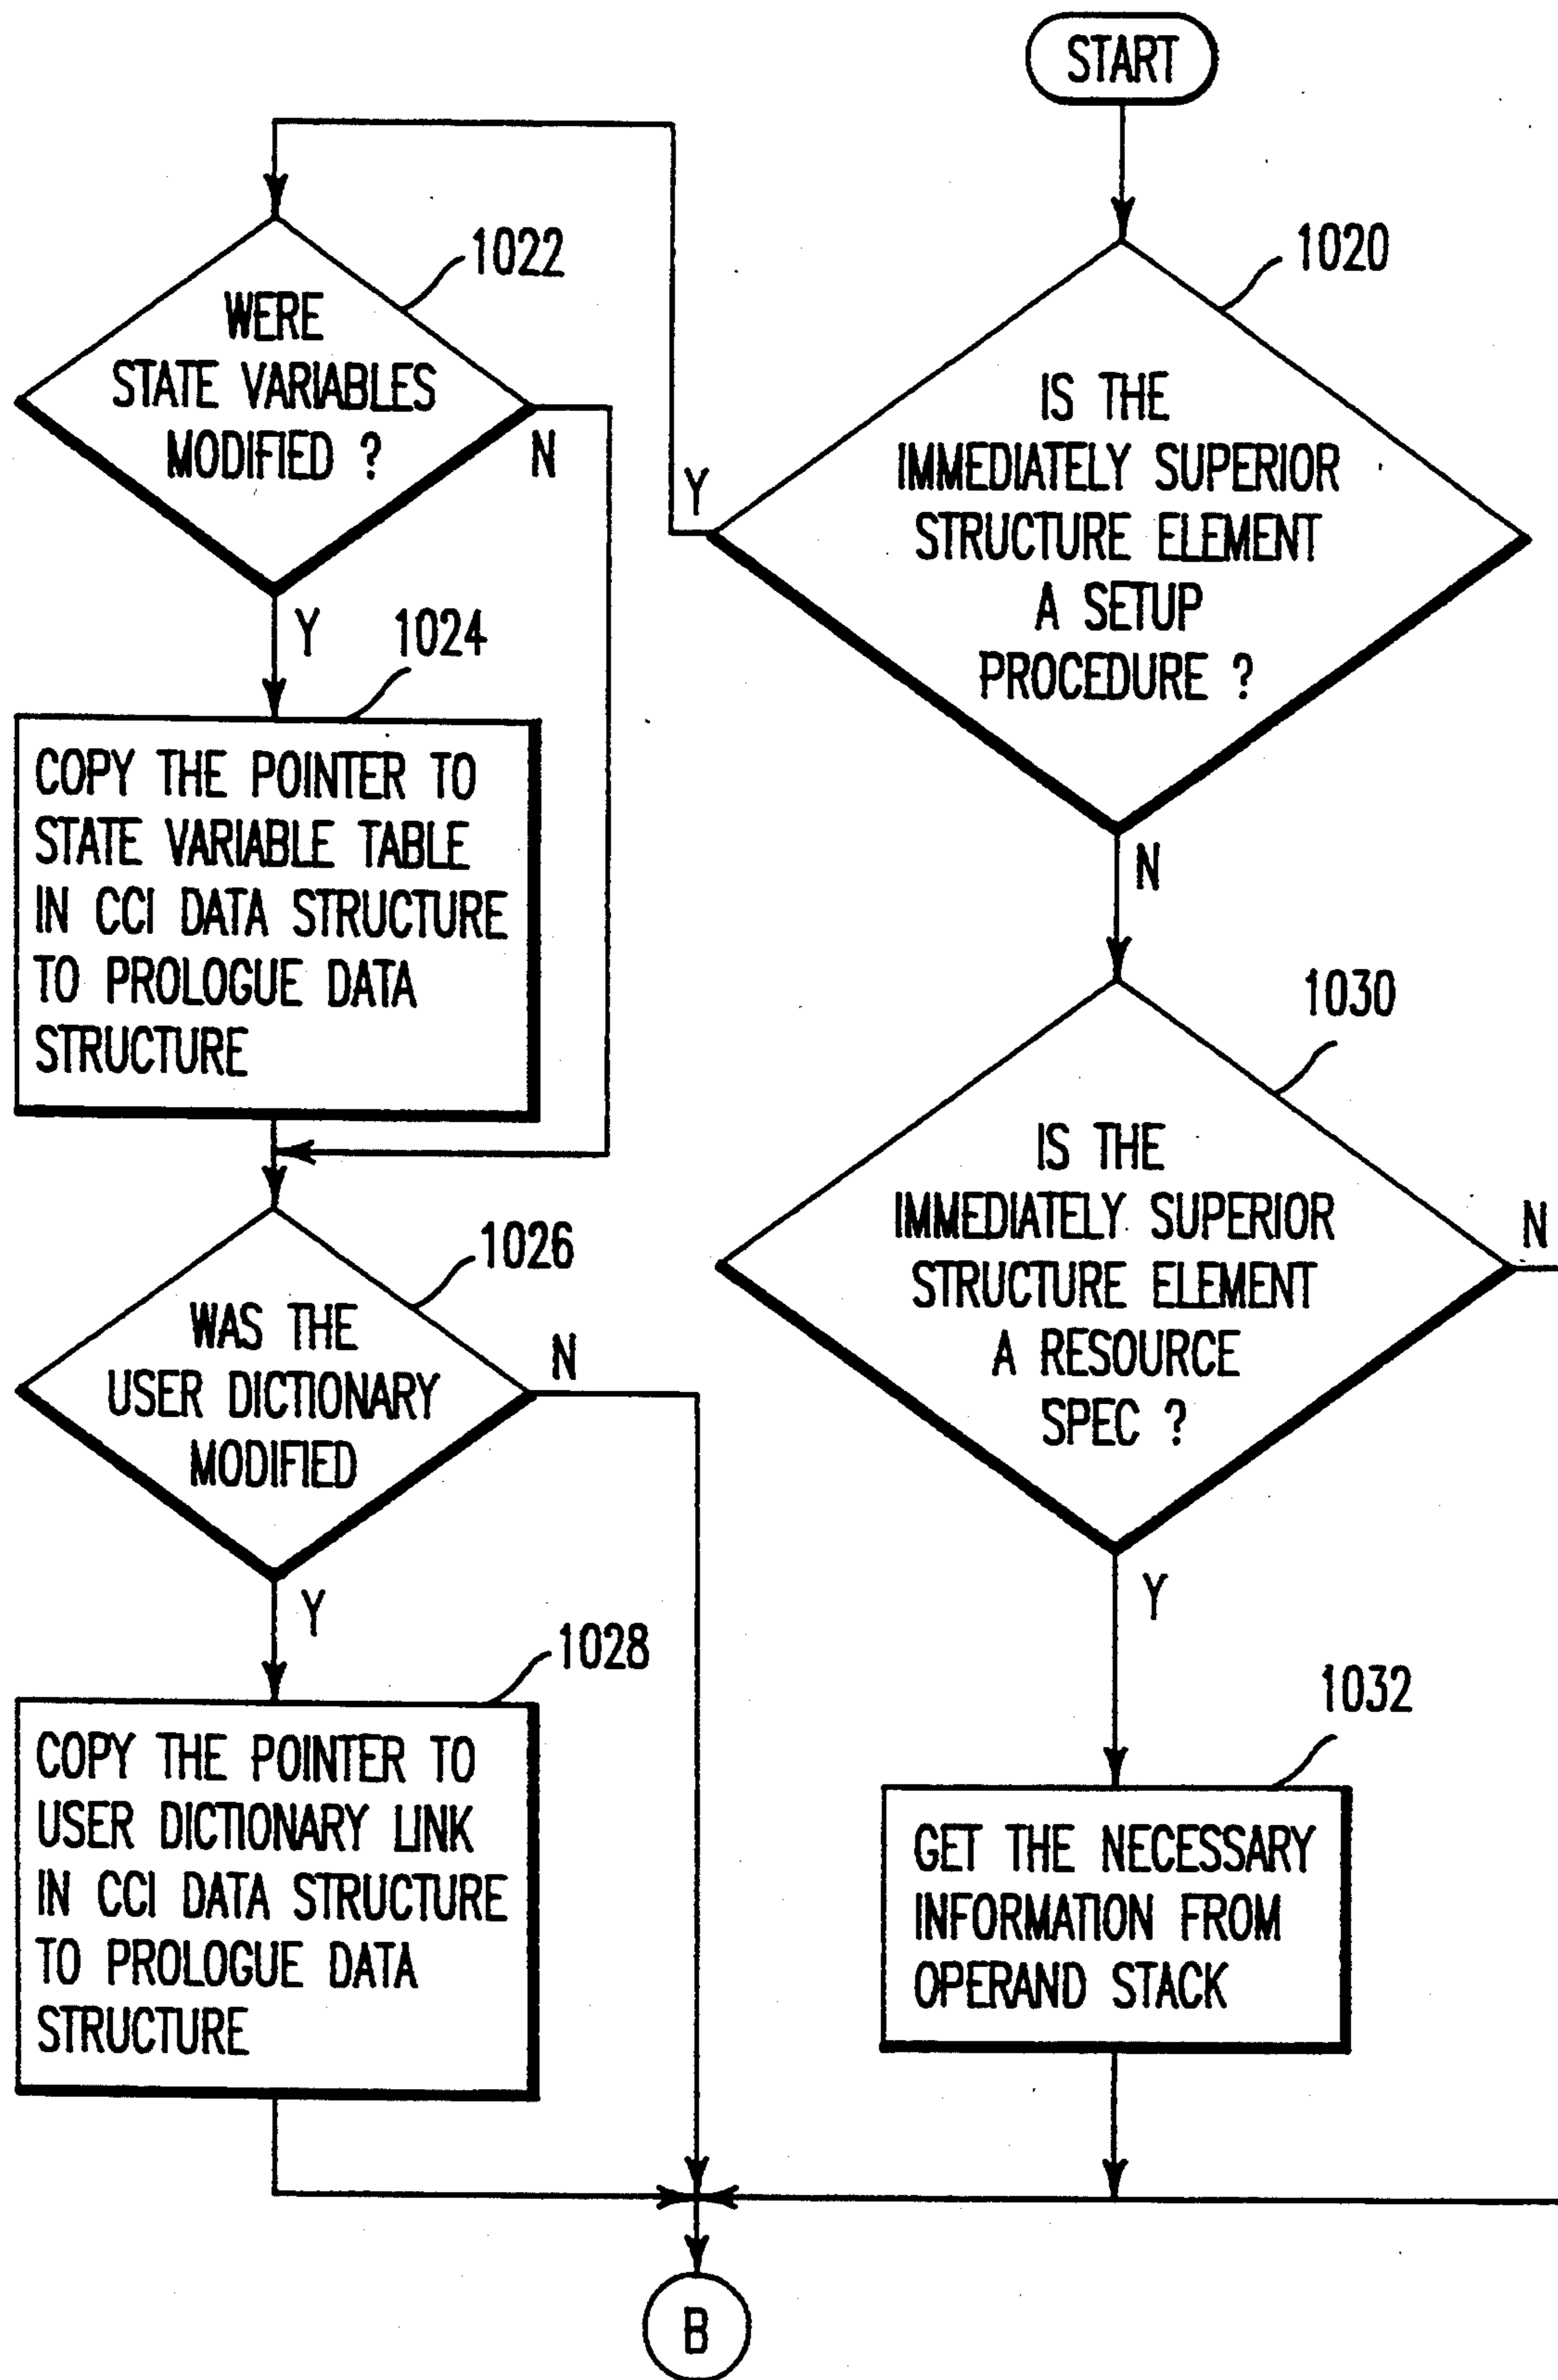 START
1020
IS THE
IMMEDIATELY SUPERIOR
STRUCTURE ELEMENT
A SETUP
PROCEDURE ?
Y
N
1022
WERE
STATE VARIABLES
MODIFIED ?
N
Y
1024
COPY THE POINTER TO
STATE VARIABLE TABLE
IN CCI DATA STRUCTURE
TO PROLOGUE DATA
STRUCTURE
1026
WAS THE
USER DICTIONARY
MODIFIED
N
Y
1028
COPY THE POINTER TO
USER DICTIONARY LINK
IN CCI DATA STRUCTURE
TO PROLOGUE DATA
STRUCTURE
1030
IS THE
IMMEDIATELY SUPERIOR
STRUCTURE ELEMENT
A RESOURCE
SPEC ?
N
Y
1032
GET THE NECESSARY
INFORMATION FROM
OPERAND STACK
B